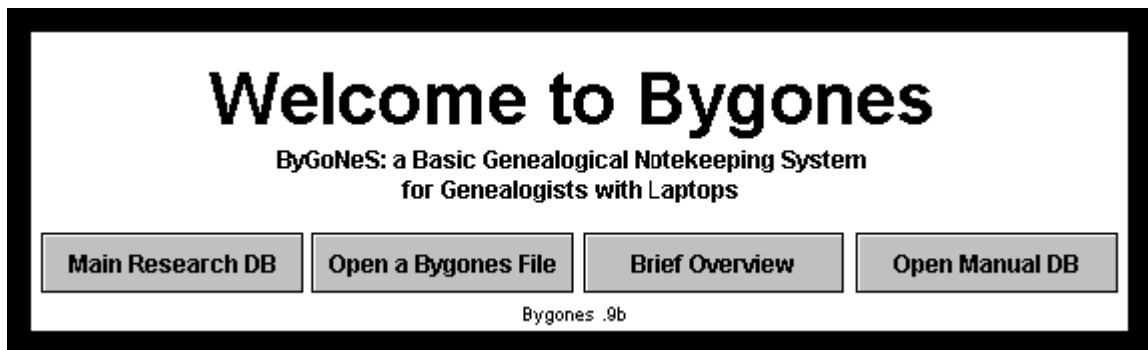 Welcome to Bygones
ByGoNeS: a Basic Genealogical Notekeeping System
for Genealogists with Laptops
Main Research DB
Open a Bygones File
Brief Overview
Open Manual DB
Bygones .9b